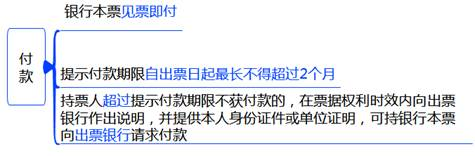 银行本票见票即付
付款
提示付款期限自出票日起最长不得超过2个月
持票人超过提示付款期限不获付款的，在票据权利时效内向出票
银行作出说明，并提供本人身份证件或单位证明，可持银行本票
向出票银行请求付款